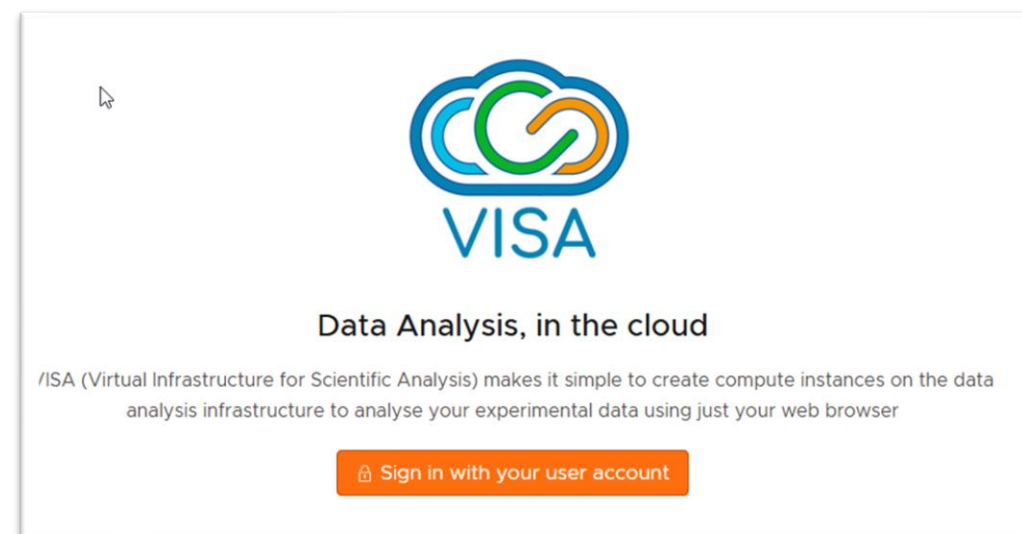 VISA
Data Analysis, in the cloud
/ISA (Virtual Infrastructure for Scientific Analysis) makes it simple to create compute instances on the data
analysis infrastructure to analyse your experimental data using just your web browser
Sign in with your user account